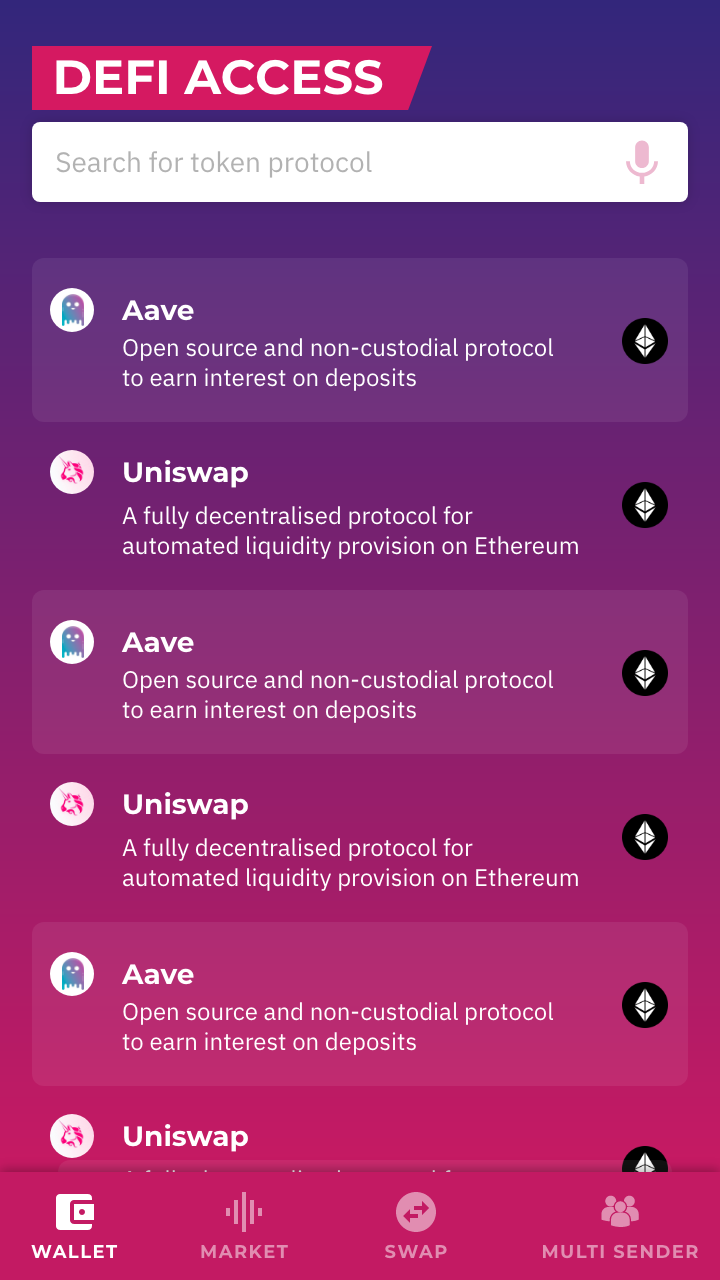 DEFI ACCESS
Search for token protocol
Aave
Open source and non-custodial protocol
to earn interest on deposits
Uniswap
A fully decentralised protocol for
automated liquidity provision on Ethereum
Aave
Open source and non-custodial protocol
to earn interest on deposits
Uniswap
A fully decentralised protocol for
automated liquidity provision on Ethereum
Aave
Open source and non-custodial protocol
to earn interest on deposits
Uniswap
WALLET
MARKET
SWAP
MULTI SENDER